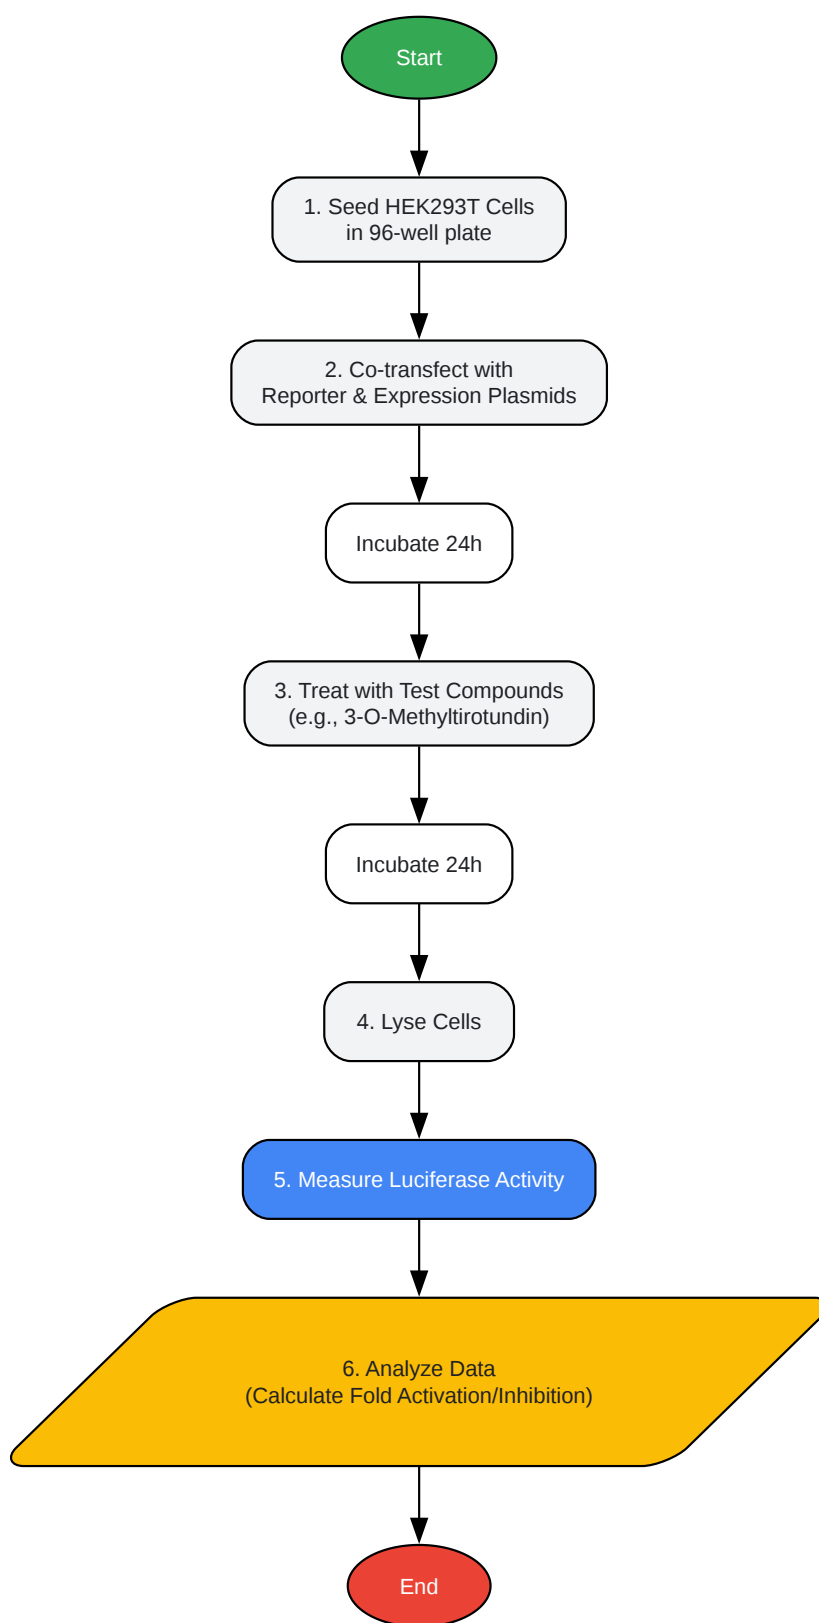 Start
1. Seed HEK293T Cells
in 96-well plate
2. Co-transfect with
Reporter & Expression Plasmids
Incubate 24h
3. Treat with Test Compounds
(e.g., 3-O-Methyltirotundin)
Incubate 24h
4. Lyse Cells
5. Measure Luciferase Activity
6. Analyze Data
(Calculate Fold Activation/Inhibition)
End